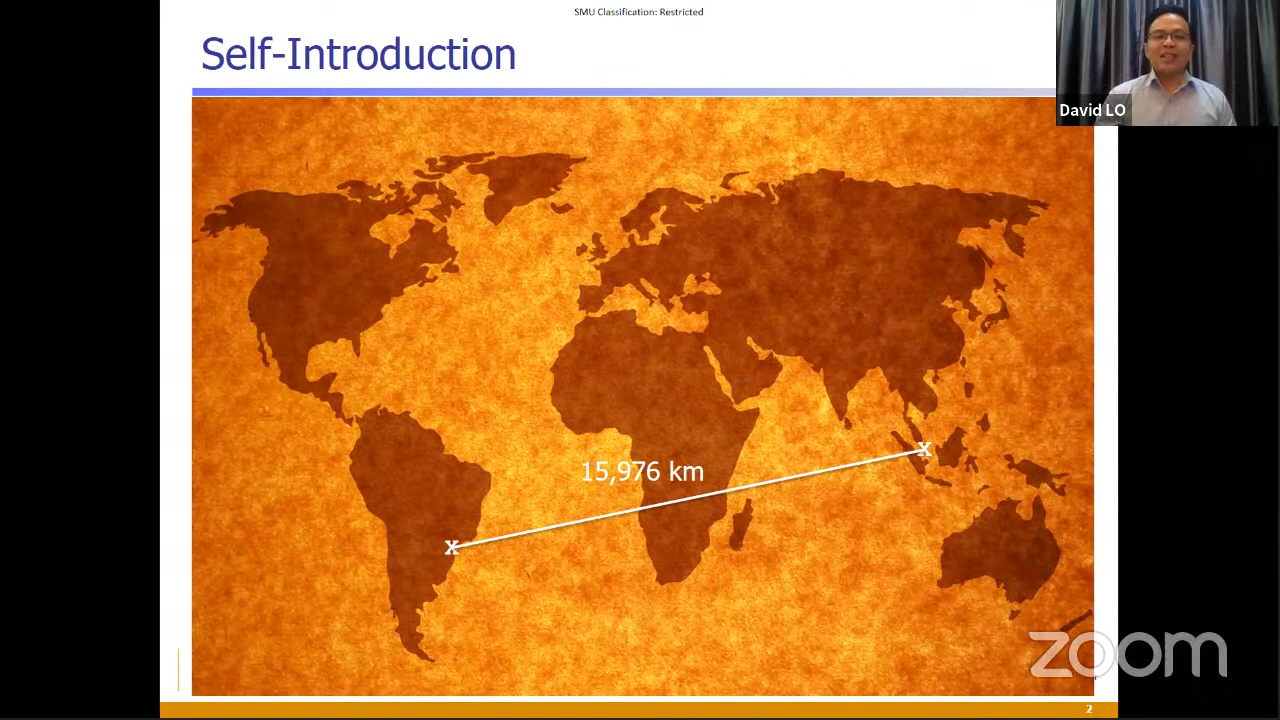 SMU Classification: Restricted
Self-Introduction
David LO
15,976 km
x
x
zoom
2